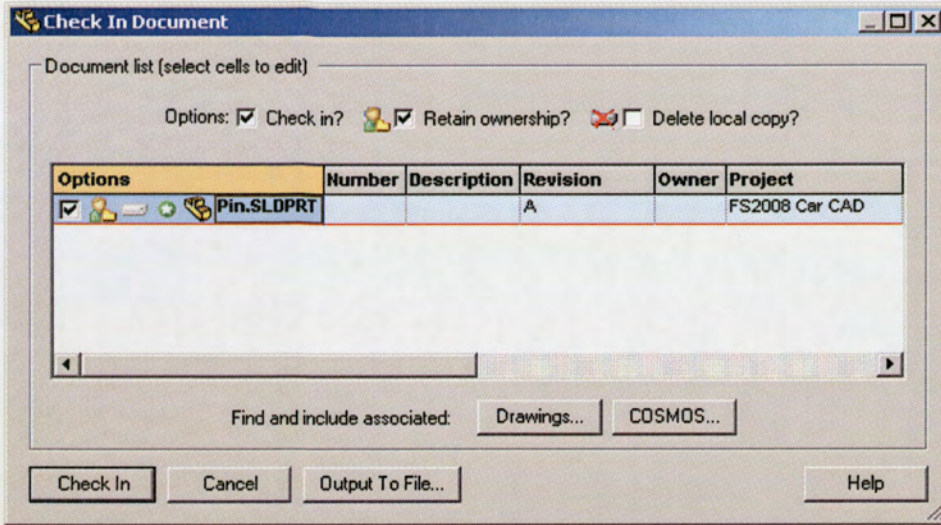 Check In Document
Document list (select cells to edit)
Options: Check in? Retain ownership? Delete local copy?
Options Number Description Revision Owner Project
Pin.SLDPRT A FS2008 Car CAD
Find and include associated: Drawings... COSMOS...
Check In Cancel Output To File... Help